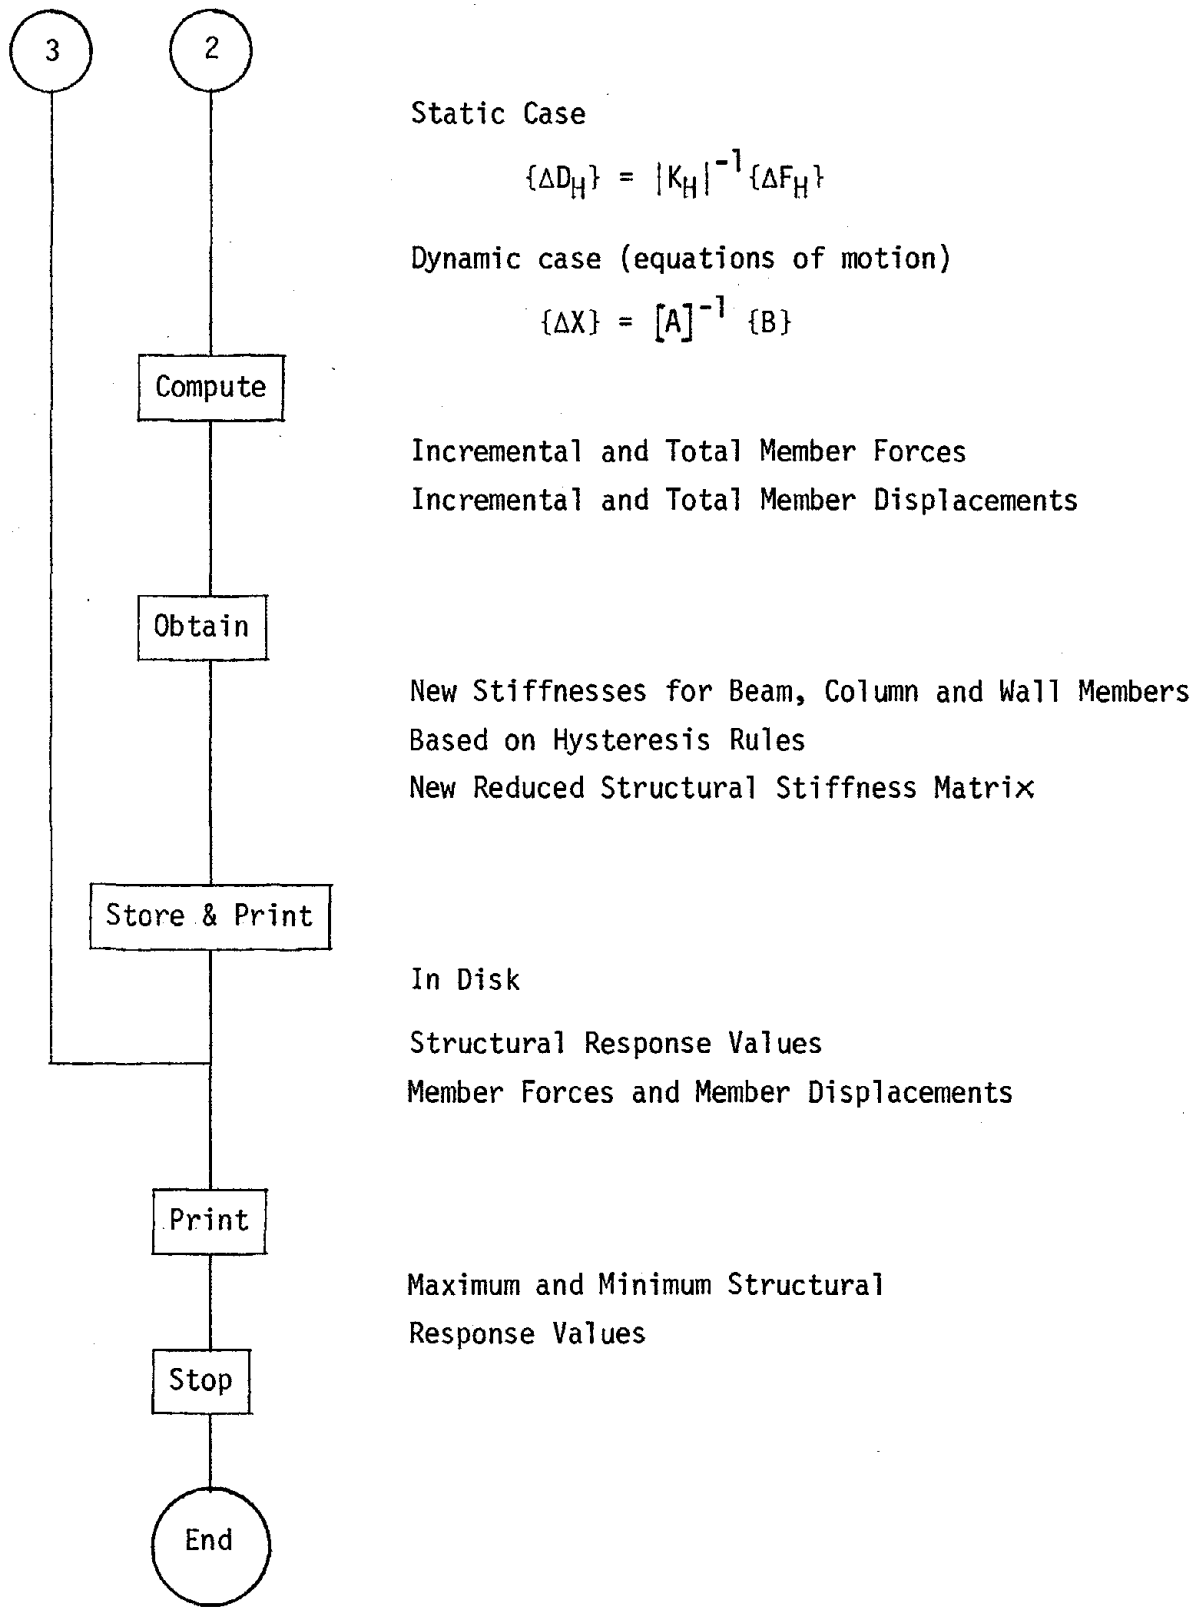 3
2
Static Case
{ΔD_H} = |K_H|^-1 {ΔF_H}
Dynamic case (equations of motion)
{ΔX} = [A]^-1 {B}
Compute
Incremental and Total Member Forces
Incremental and Total Member Displacements
Obtain
New Stiffnesses for Beam, Column and Wall Members
Based on Hysteresis Rules
New Reduced Structural Stiffness Matrix
Store & Print
In Disk
Structural Response Values
Member Forces and Member Displacements
Print
Maximum and Minimum Structural
Response Values
Stop
End